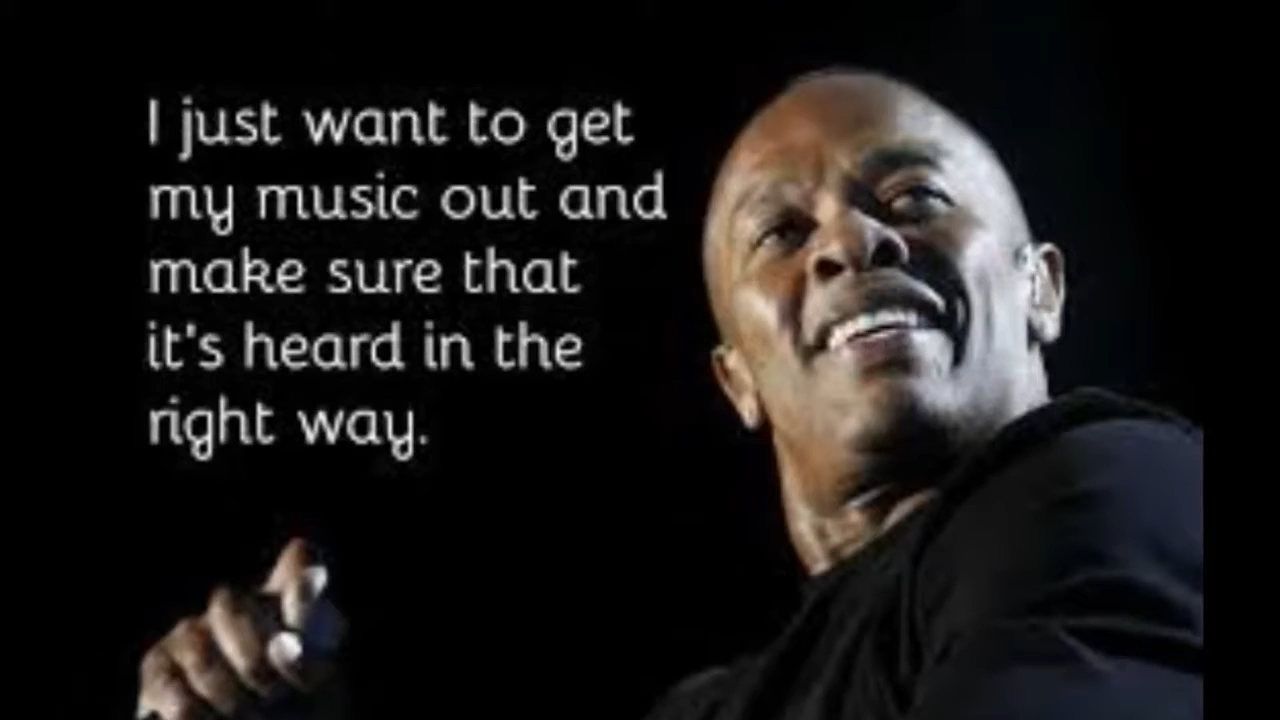 I just want to get
my music out and
make sure that
it's heard in the
right way.